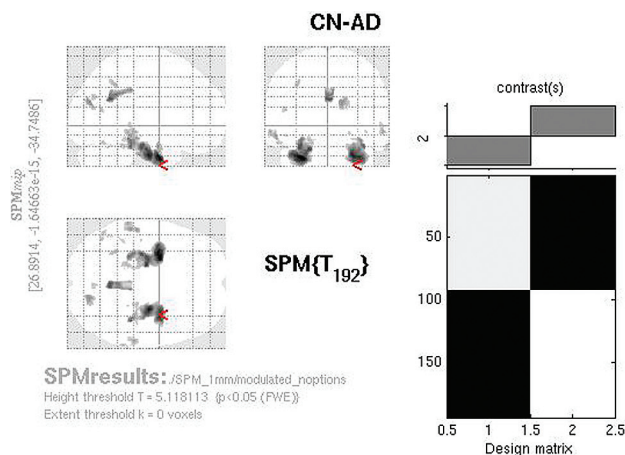 CN-AD
SPMmip
[26.8914, -1.64663e-15, -34.7486]
<
<
<
SPM{T192}
SPMresults: ./SPM_1mm/modulated_noptions
Height threshold T = 5.118113 {p<0.05 (FWE)}
Extent threshold k = 0 voxels
contrast(s)
2
50
100
150
0.5 1 1.5 2 2.5
Design matrix